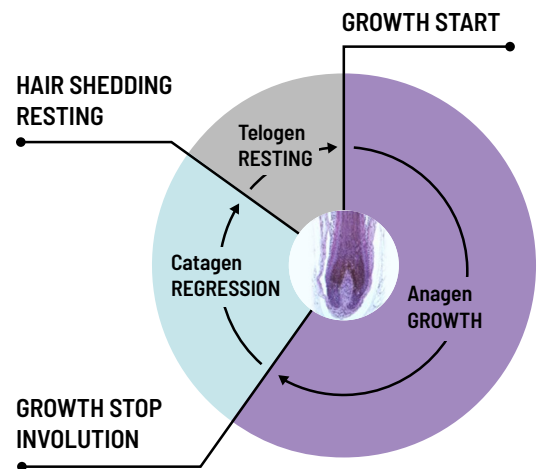 GROWTH START
HAIR SHEDDING
RESTING
Telogen
RESTING
Catagen
REGRESSION
Anagen
GROWTH
GROWTH STOP
INVOLUTION